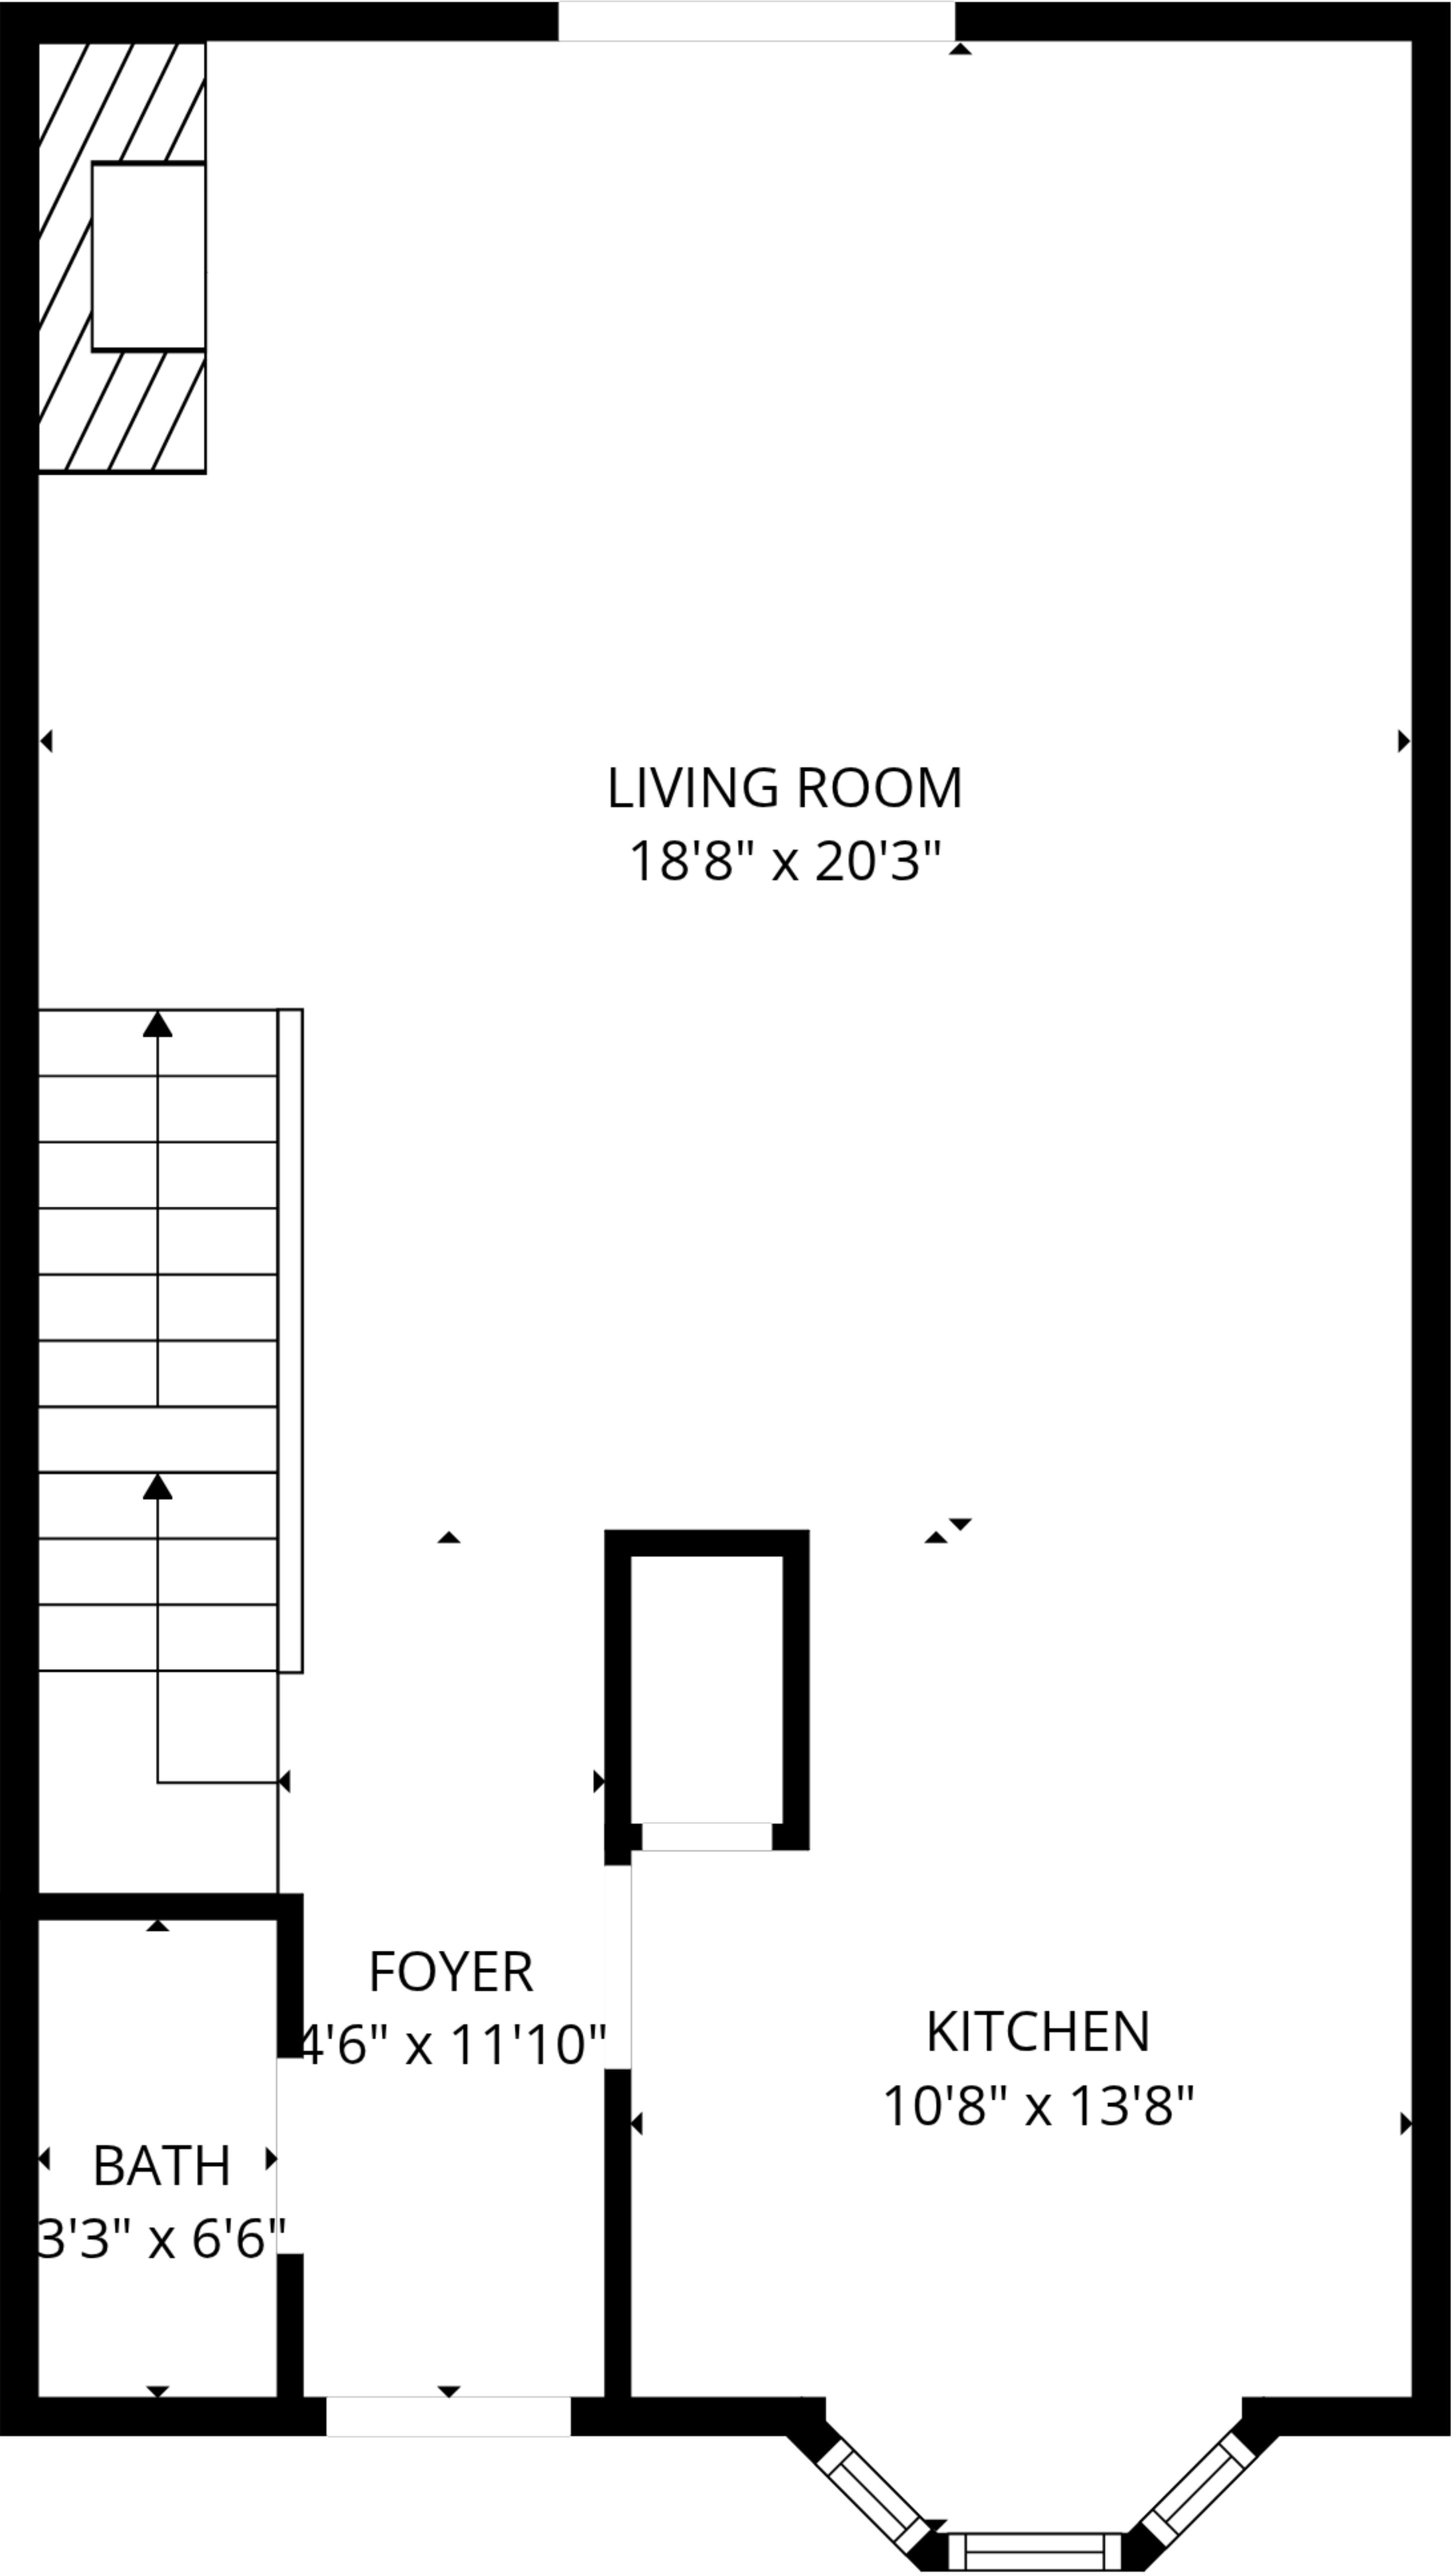 LIVING ROOM
18'8" x 20'3"
FOYER
4'6" x 11'10"
KITCHEN
10'8" x 13'8"
BATH
3'3" x 6'6"